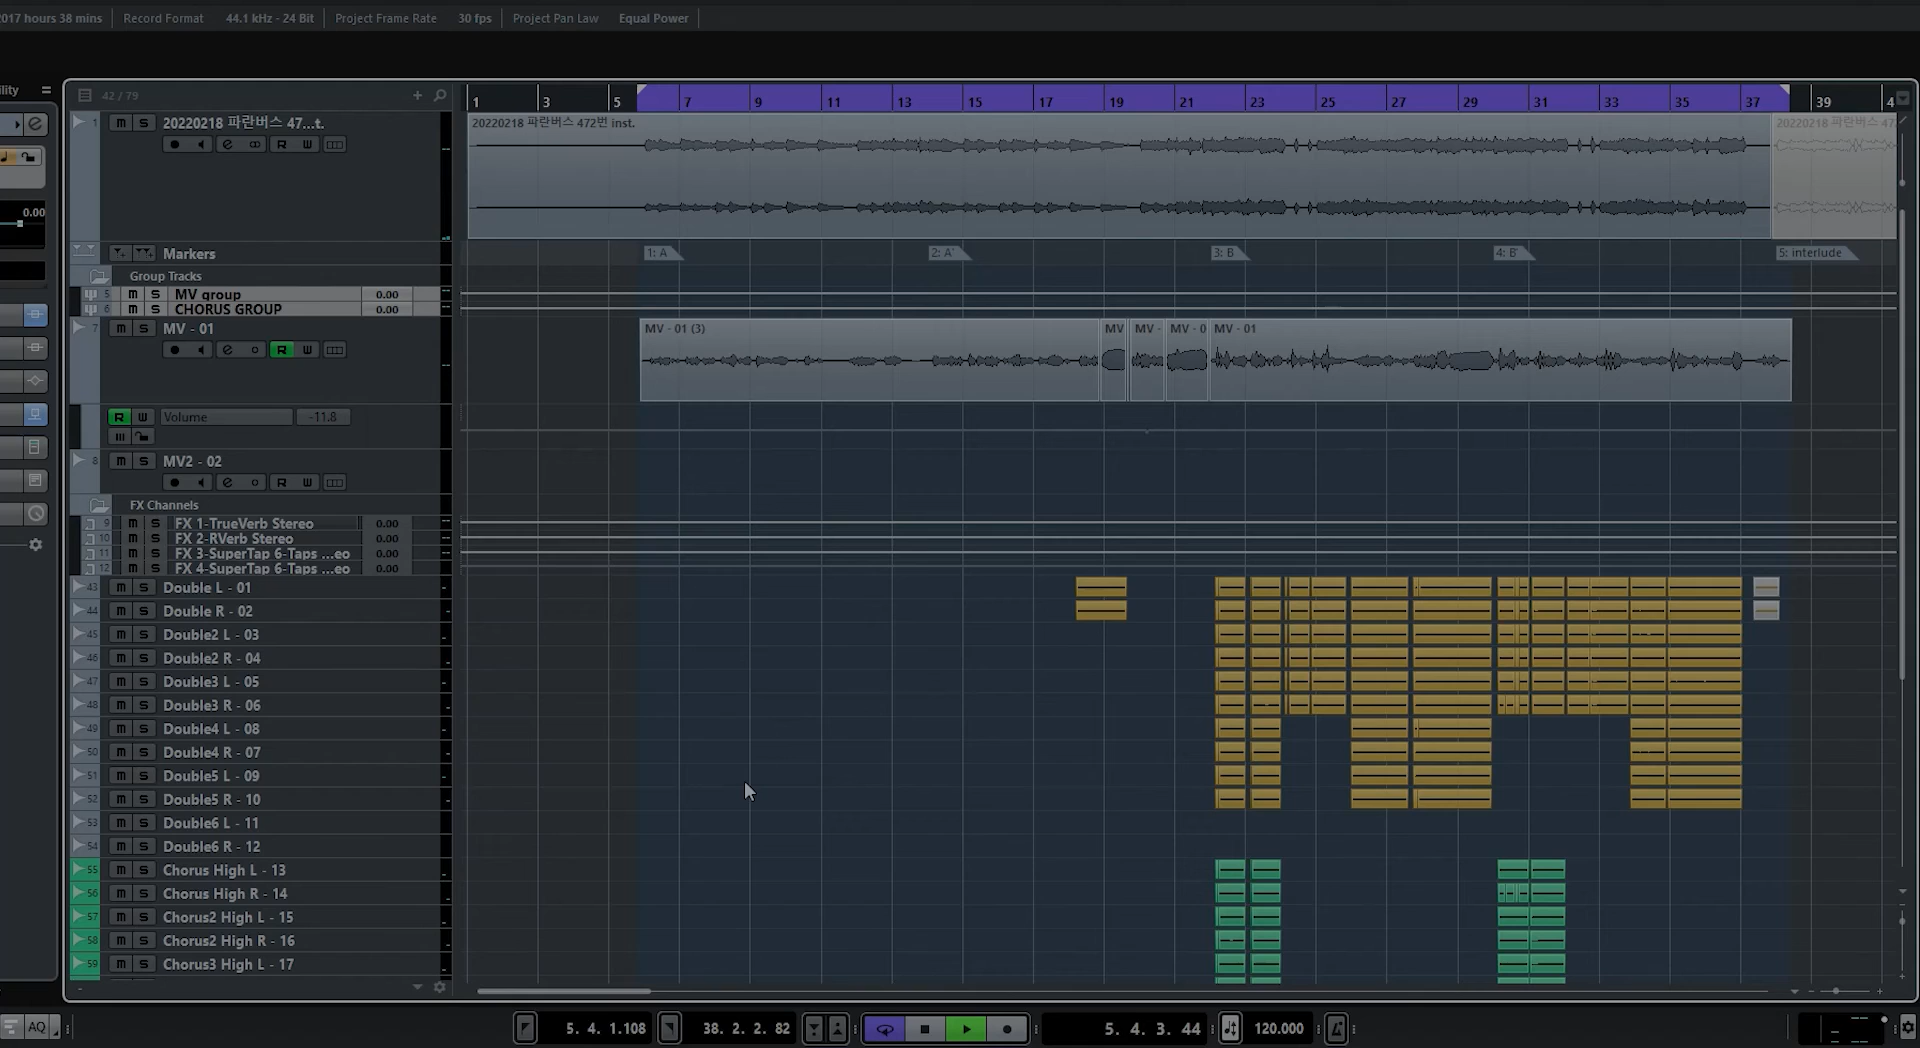 2017 hours 38 mins Record Format 44.1 kHz - 24 Bit Project Frame Rate 30 fps Project Pan Law Equal Power
ility
42 / 79
1 3 5 7 9 11 13 15 17 19 21 23 25 27 29 31 33 35 37 39 4
1 m S 20220218 파란버스 47...t.
20220218 파란버스 472번 inst.
20220218 파란버스 47
e R W
0.00
Markers
1: A 2: A' 3: B 4: B' 5: interlude
Group Tracks
5 m S MV group 0.00
6 m S CHORUS GROUP 0.00
7 m S MV - 01
MV - 01 (3) MV MV - MV - 0 MV - 01
e R W
R W Volume -11.8
8 m S MV2 - 02
e R W
FX Channels
9 m S FX 1-TrueVerb Stereo 0.00
10 m S FX 2-RVerb Stereo 0.00
11 m S FX 3-SuperTap 6-Taps ...eo 0.00
12 m S FX 4-SuperTap 6-Taps ...eo 0.00
43 m S Double L - 01
44 m S Double R - 02
45 m S Double2 L - 03
46 m S Double2 R - 04
47 m S Double3 L - 05
48 m S Double3 R - 06
49 m S Double4 L - 08
50 m S Double4 R - 07
51 m S Double5 L - 09
52 m S Double5 R - 10
53 m S Double6 L - 11
54 m S Double6 R - 12
55 m S Chorus High L - 13
56 m S Chorus High R - 14
57 m S Chorus2 High L - 15
58 m S Chorus2 High R - 16
59 m S Chorus3 High L - 17
AQ 5. 4. 1.108 38. 2. 2. 82 5. 4. 3. 44 120.000